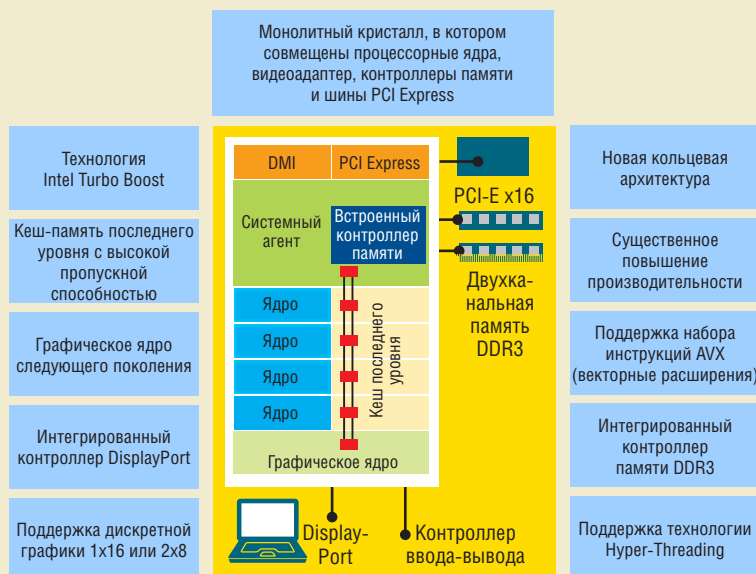 Монолитный кристалл, в котором
совмещены процессорные ядра,
видеоадаптер, контроллеры памяти
и шины PCI Express
Технология
Intel Turbo Boost
Кеш-память последнего
уровня с высокой
пропускной
способностью
Графическое ядро
следующего поколения
Интегрированный
контроллер DisplayPort
Поддержка дискретной
графики 1x16 или 2x8
DMI
PCI Express
Системный
агент
Встроенный
контроллер
памяти
Ядро
Ядро
Ядро
Ядро
Кеш последнего
уровня
Графическое ядро
PCI-E x16
Двухка-
нальная
память
DDR3
Display-
Port
Контроллер
ввода-вывода
Новая кольцевая
архитектура
Существенное
повышение
производительности
Поддержка набора
инструкций AVX
(векторные расширения)
Интегрированный
контроллер
памяти DDR3
Поддержка технологии
Hyper-Threading